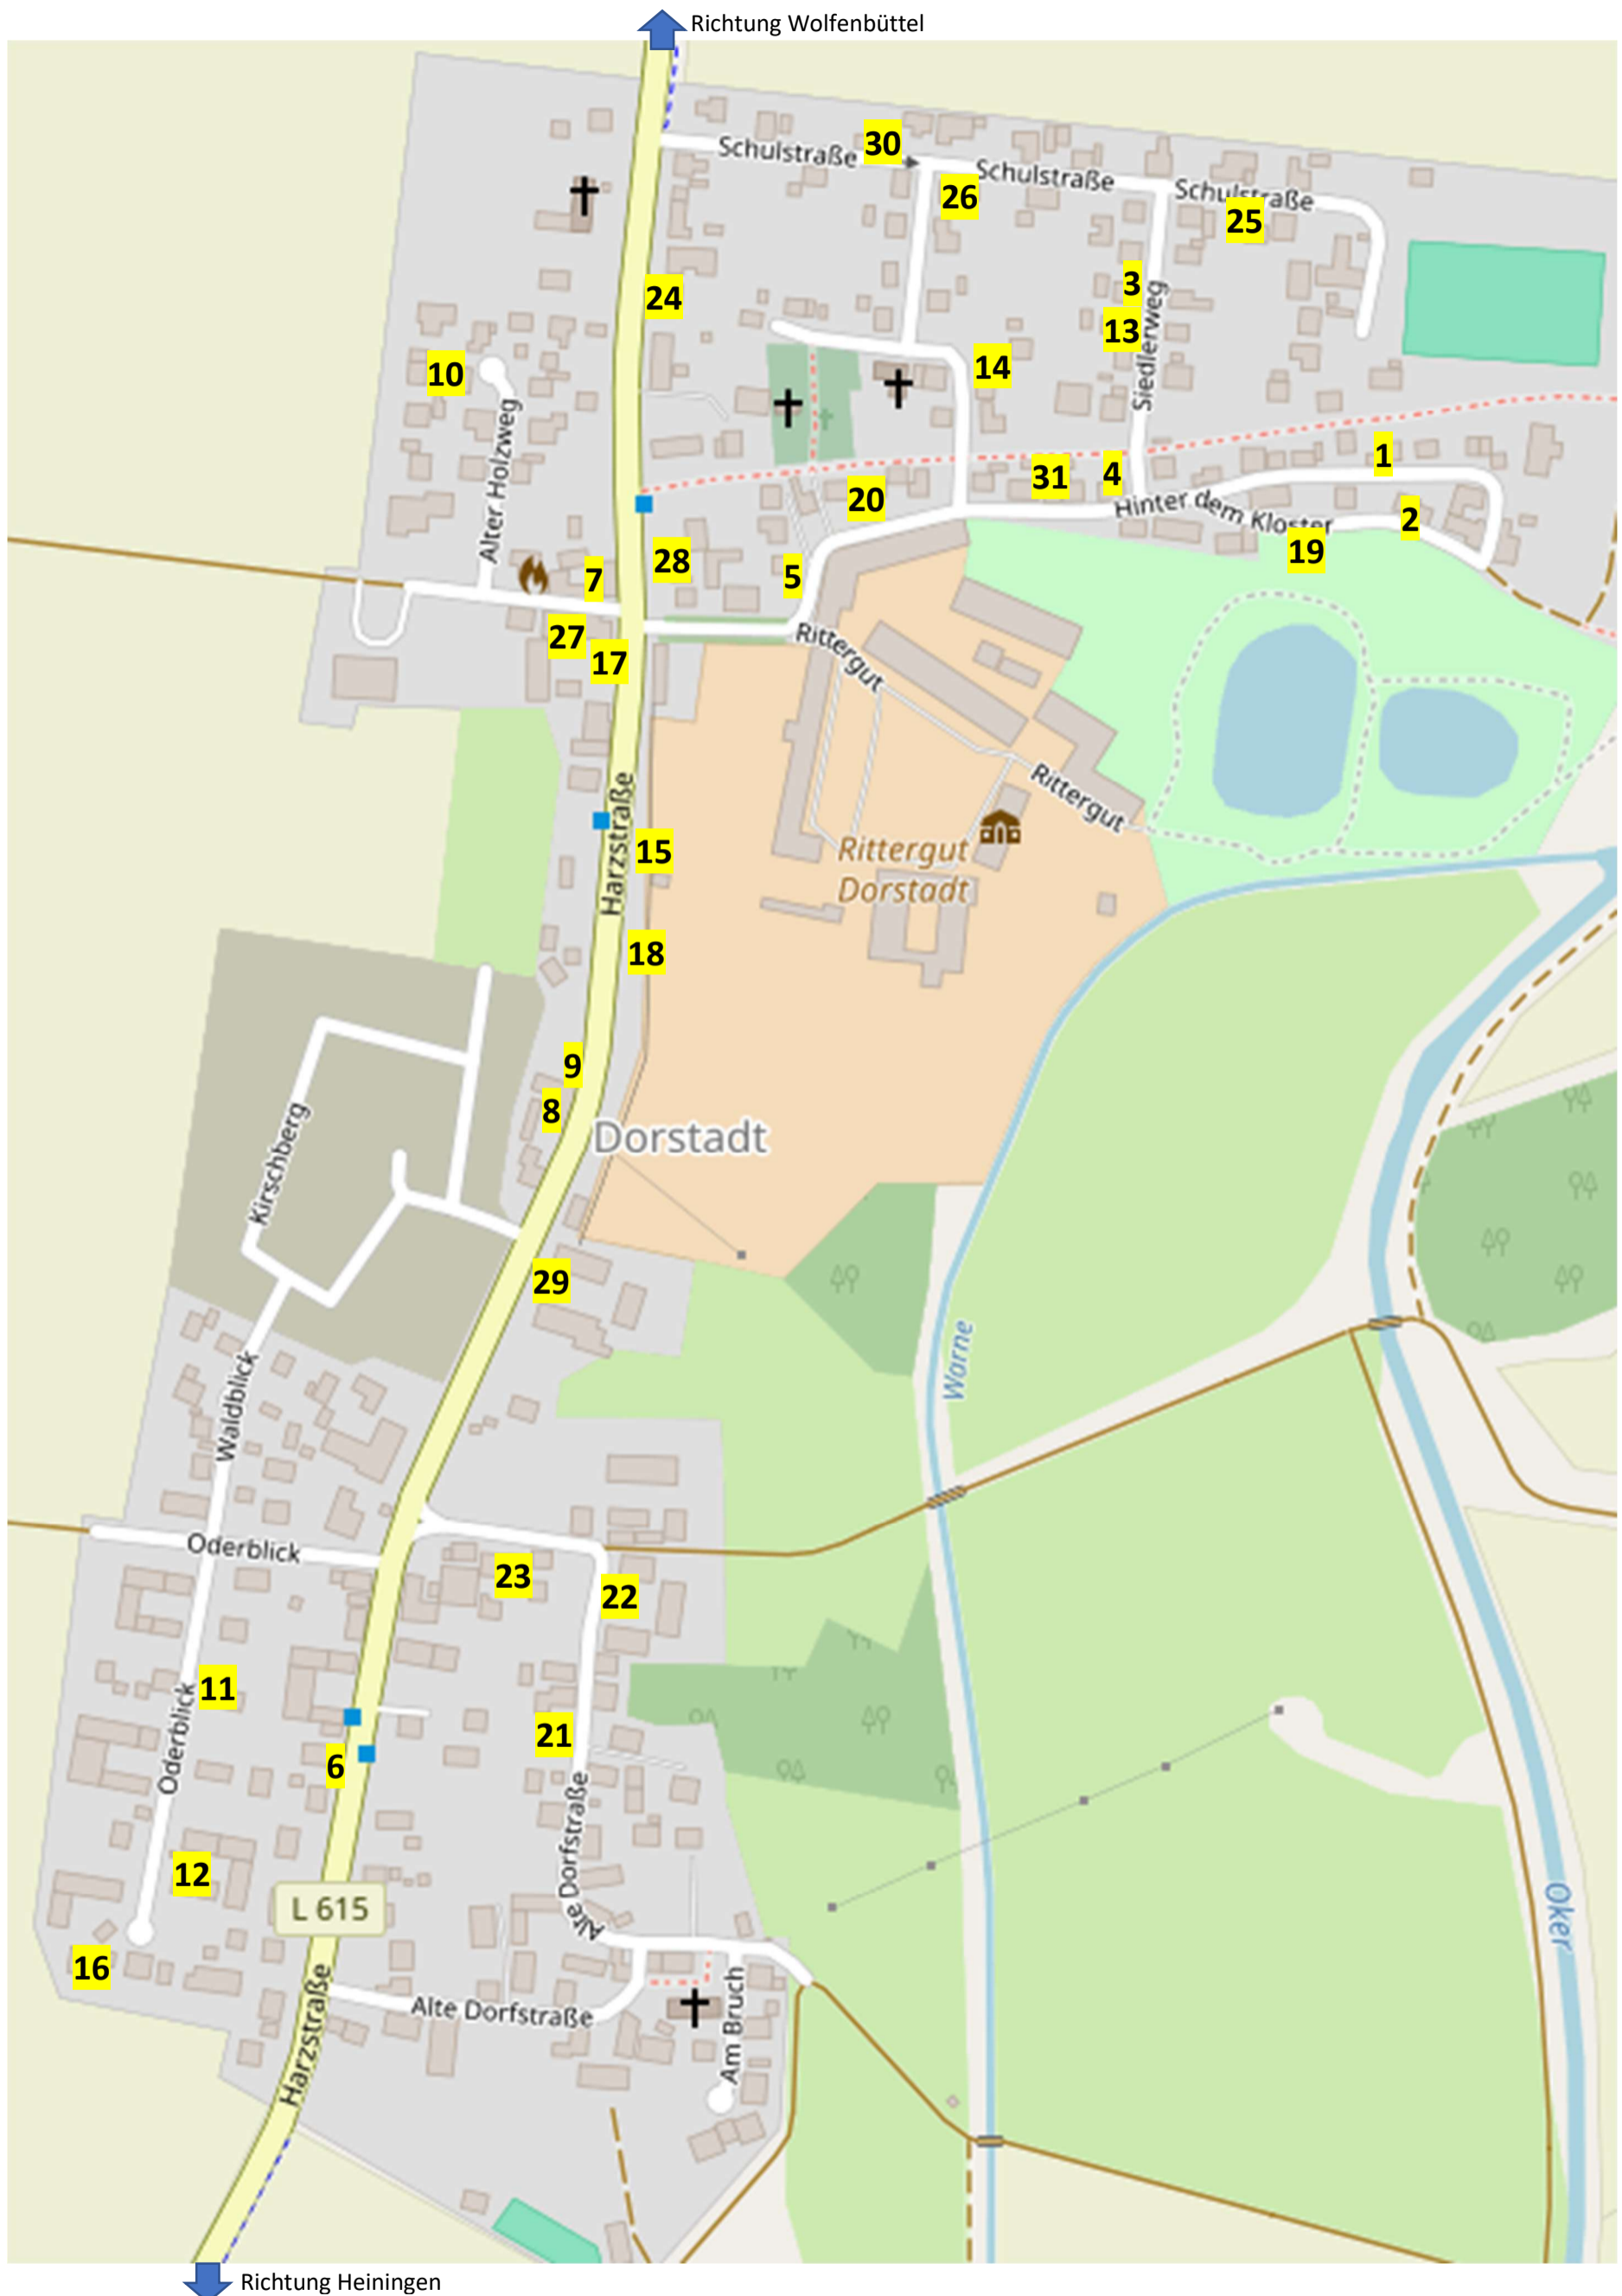 Richtung Wolfenbüttel
Schulstraße
30
Schulstraße
26
Schulstraße
25
24
3
13
Siedlerweg
10
14
Alter Holzweg
1
20
31
4
Hinter dem Kloster
2
19
28
5
7
27
17
Rittergut
Rittergut
Harzstraße
15
Rittergut
Dorstadt
18
9
8
Dorstadt
Kirschberg
29
Warne
Waldblick
Oderblick
23
22
11
Oderblick
21
6
Alte Dorfstraße
12
L 615
Oker
16
Alte Dorfstraße
Am Bruch
Harzstraße
Richtung Heiningen